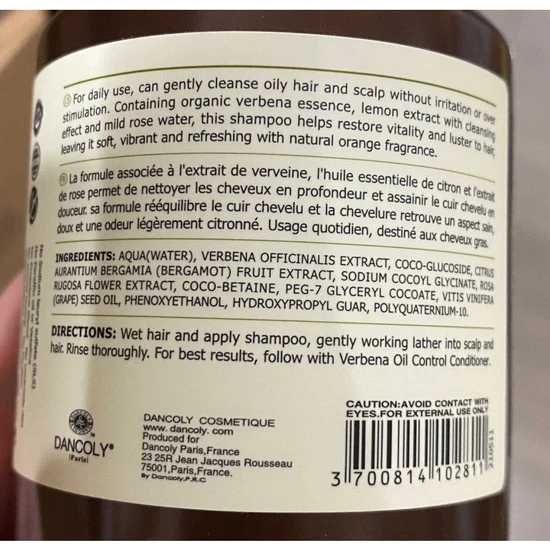 For daily use, can gently cleanse oily hair and scalp without irritation or over
stimulation. Containing organic verbena essence, lemon extract with cleansing
effect and mild rose water, this shampoo helps restore vitality and luster to hair,
leaving it soft, vibrant and refreshing with natural orange fragrance.
La formule associée à l'extrait de verveine, l'huile essentielle de citron et l'extrait
de rose permet de nettoyer les cheveux en profondeur et assainir le cuir chevelu en
douceur. sa formule rééquilibre le cuir chevelu et la chevelure retrouve un aspect sain,
doux et une odeur légèrement citronné. Usage quotidien, destiné aux cheveux gras.
INGREDIENTS: AQUA(WATER), VERBENA OFFICINALIS EXTRACT, COCO-GLUCOSIDE, CITRUS
AURANTIUM BERGAMIA (BERGAMOT) FRUIT EXTRACT, SODIUM COCOYL GLYCINATE, ROSA
RUGOSA FLOWER EXTRACT, COCO-BETAINE, PEG-7 GLYCERYL COCOATE, VITIS VINIFERA
(GRAPE) SEED OIL, PHENOXYETHANOL, HYDROXYPROPYL GUAR, POLYQUATERNIUM-10.
DIRECTIONS: Wet hair and apply shampoo, gently working lather into scalp and
hair. Rinse thoroughly. For best results, follow with Verbena Oil Control Conditioner.
DANCOLY®
(Paris)
DANCOLY COSMETIQUE
www.dancoly.com
Produced for
Dancoly Paris,France
23 25R Jean Jacques Rousseau
75001,Paris,France.
By Dancoly,P.R.C
CAUTION:AVOID CONTACT WITH
EYES.FOR EXTERNAL USE ONLY
3 700814 102811
210511